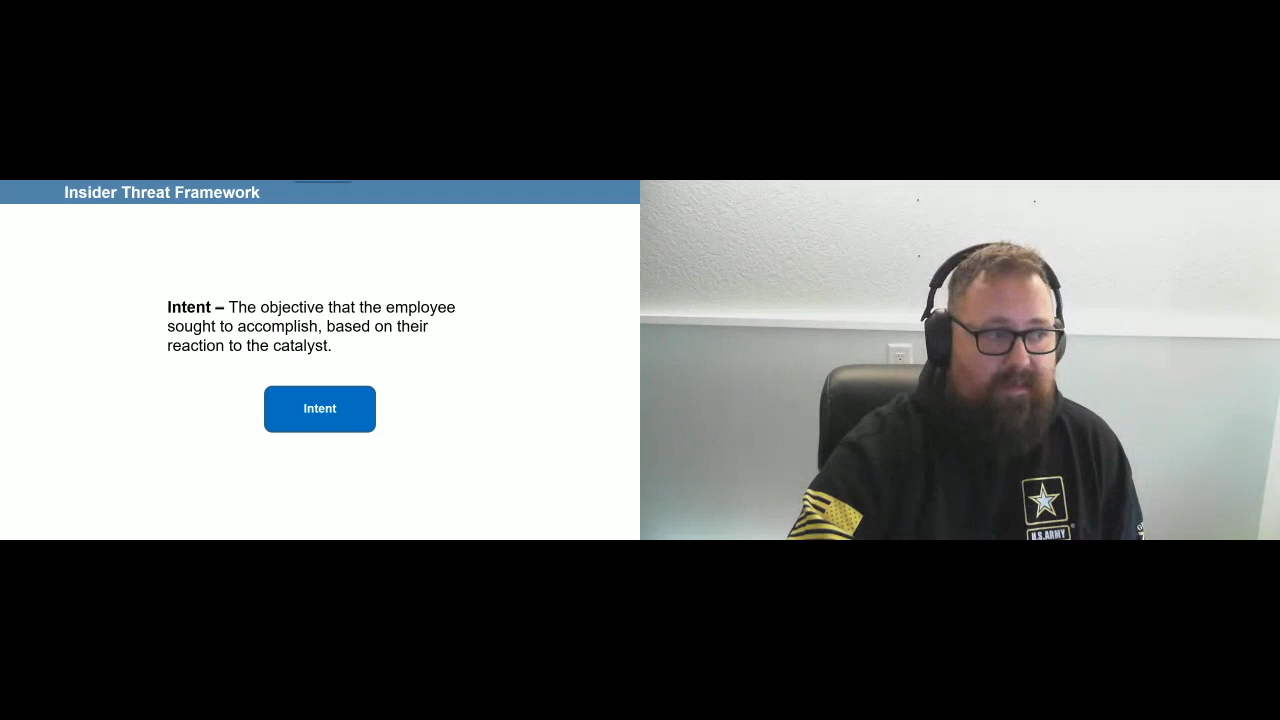 Insider Threat Framework
Intent – The objective that the employee
sought to accomplish, based on their
reaction to the catalyst.
Intent
U.S.ARMY